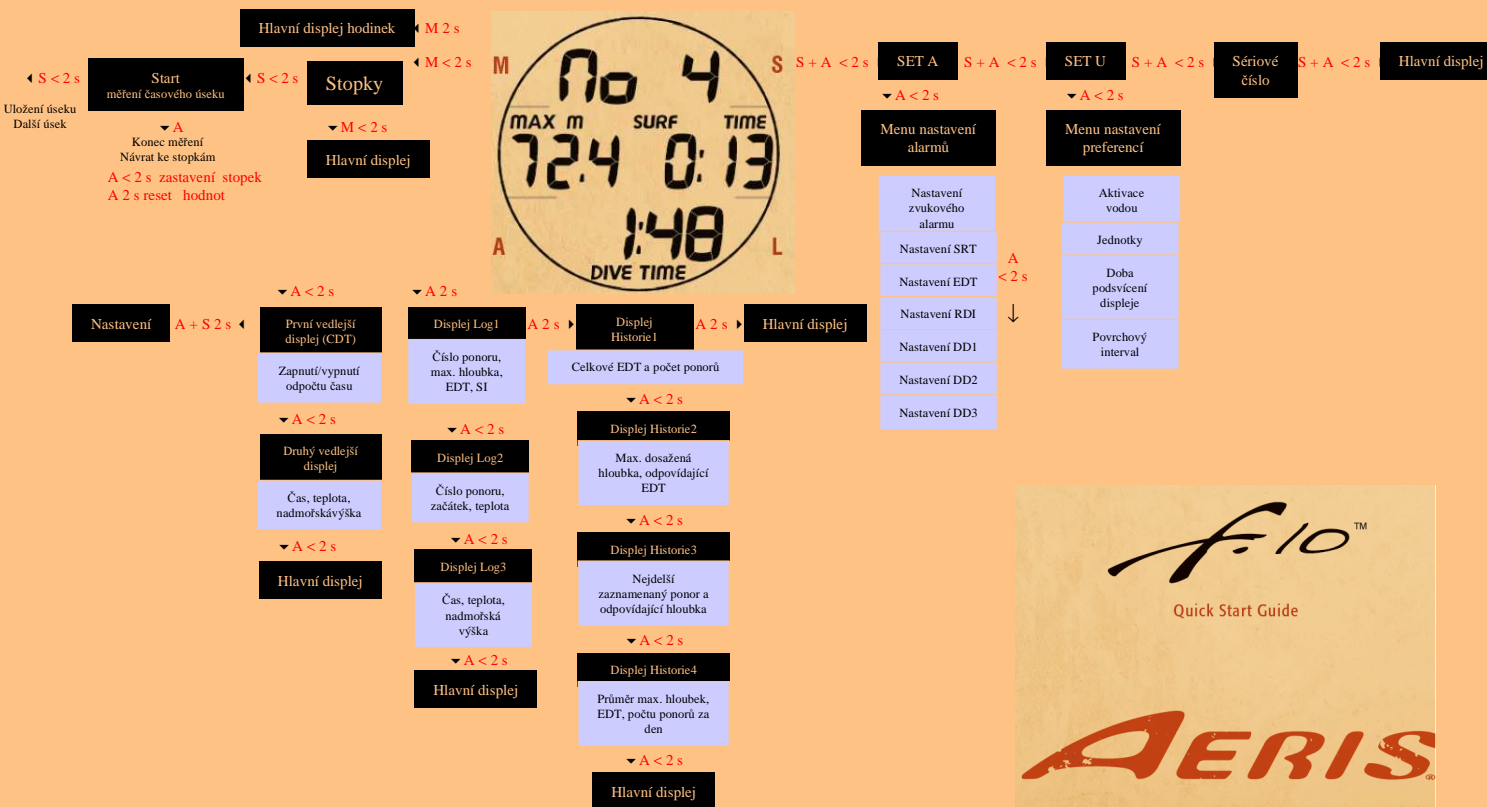 Hlavní displej hodinek
M 2 s
S < 2 s
Start
měření časového úseku
S < 2 s
Stopky
M < 2 s
Uložení úseku
Další úsek
A
Konec měření
Návrat ke stopkám
A < 2 s zastavení stopek
A 2 s reset hodnot
M < 2 s
Hlavní displej
M
S
No 4
MAX m SURF TIME
72.4 0:13
1:48
A
L
DIVE TIME
S + A < 2 s
SET A
S + A < 2 s
SET U
S + A < 2 s
Sériové
číslo
S + A < 2 s
Hlavní displej
A < 2 s
Menu nastavení
alarmů
Nastavení
zvukového
alarmu
Nastavení SRT
Nastavení EDT
Nastavení RDI
Nastavení DD1
Nastavení DD2
Nastavení DD3
A
< 2 s
A < 2 s
Menu nastavení
preferencí
Aktivace
vodou
Jednotky
Doba
podsvícení
displeje
Povrchový
interval
Nastavení
A + S 2 s
A < 2 s
První vedlejší
displej (CDT)
Zapnutí/vypnutí
odpočtu času
A < 2 s
Druhý vedlejší
displej
Čas, teplota,
nadmořskávýška
A < 2 s
Hlavní displej
A 2 s
Displej Log1
Číslo ponoru,
max. hloubka,
EDT, SI
A < 2 s
Displej Log2
Číslo ponoru,
začátek, teplota
A < 2 s
Displej Log3
Čas, teplota,
nadmořská
výška
A < 2 s
Hlavní displej
A 2 s
Displej
Historie1
A 2 s
Hlavní displej
Celkové EDT a počet ponorů
A < 2 s
Displej Historie2
Max. dosažená
hloubka, odpovídající
EDT
A < 2 s
Displej Historie3
Nejdelší
zaznamenaný ponor a
odpovídající hloubka
A < 2 s
Displej Historie4
Průměr max. hloubek,
EDT, počtu ponorů za
den
A < 2 s
Hlavní displej
F.10 ™
Quick Start Guide
AERIS®